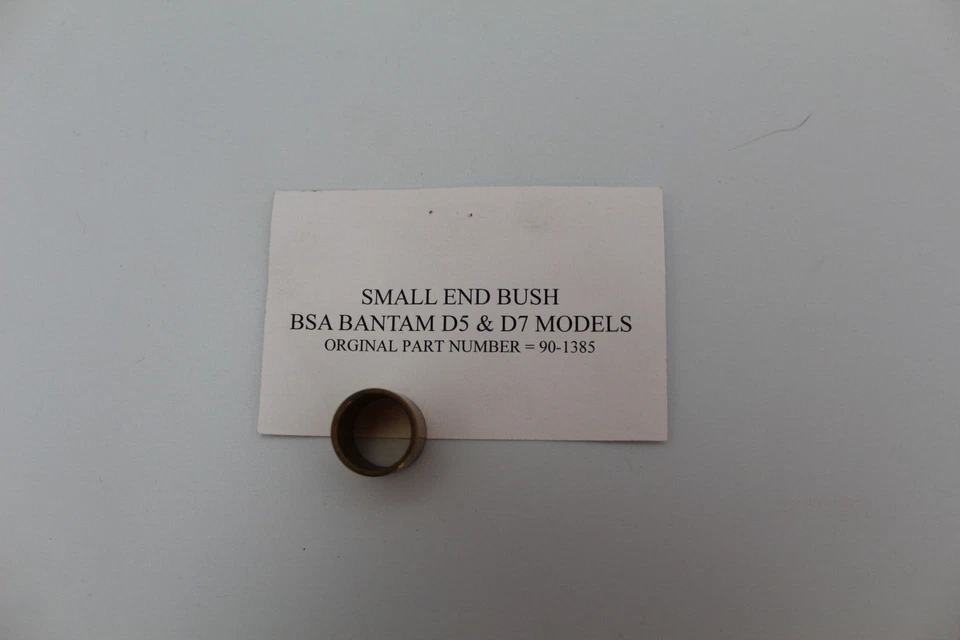 SMALL END BUSH
BSA BANTAM D5 & D7 MODELS
ORGINAL PART NUMBER = 90-1385